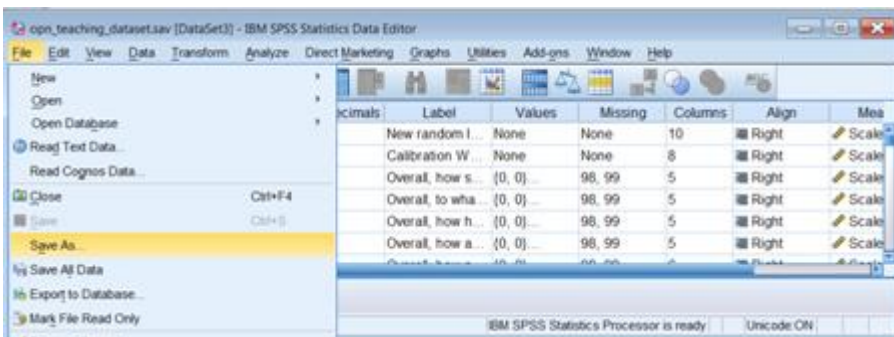 opn_teaching_dataset.sav [DataSet3] - IBM SPSS Statistics Data Editor
File Edit View Data Transform Analyze Direct Marketing Graphs Utilities Add-ons Window Help
New
Open
Open Database
Read Text Data...
Read Cognos Data...
Close Ctrl+F4
Save Ctrl+S
Save As...
Save All Data
Export to Database...
Mark File Read Only
ecimals Label Values Missing Columns Align Mea
New random I... None None 10 Right Scale
Calibration W... None None 8 Right Scale
Overall, how s... {0, 0}... 98, 99 5 Right Scale
Overall, to wha... {0, 0}... 98, 99 5 Right Scale
Overall, how h... {0, 0}... 98, 99 5 Right Scale
Overall, how a... {0, 0}... 98, 99 5 Right Scale
IBM SPSS Statistics Processor is ready Unicode:ON